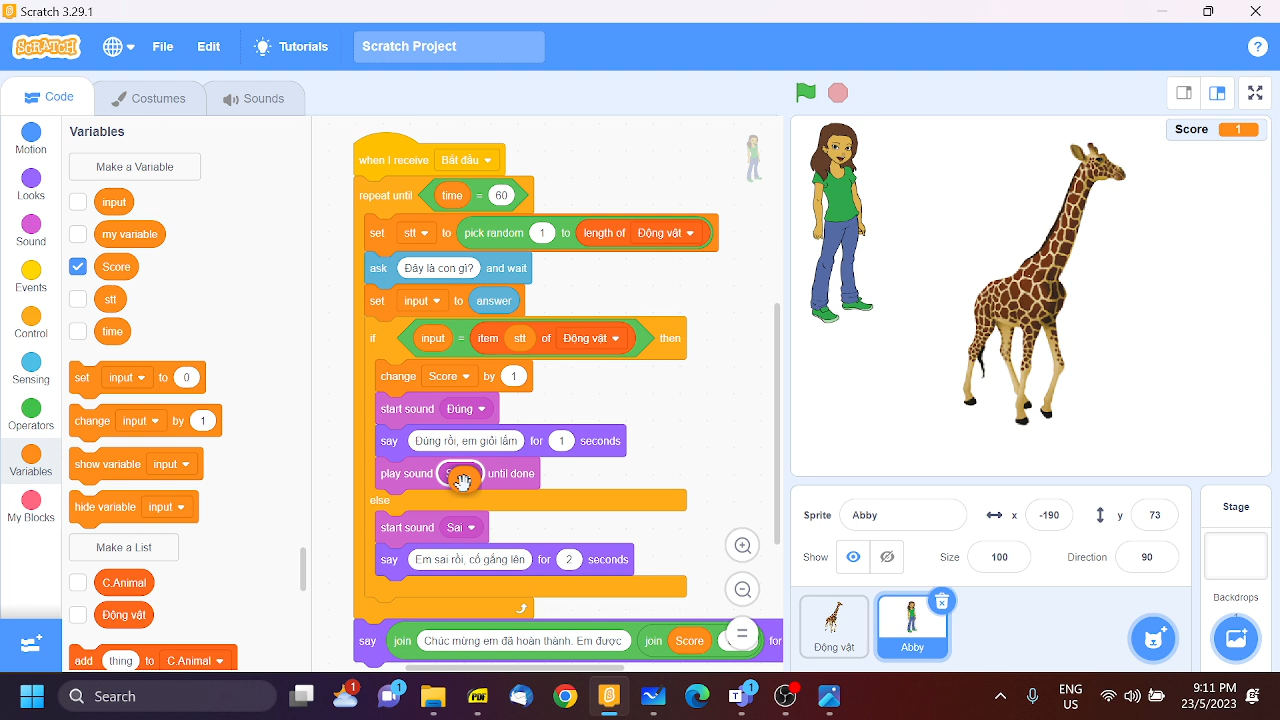 Scratch 3.29.1
SCRATCH
File
Edit
Tutorials
Scratch Project
?
Code
Costumes
Sounds
Motion
Looks
Sound
Events
Control
Sensing
Operators
Variables
My Blocks
Variables
Make a Variable
input
my variable
Score
stt
time
set input to 0
change input by 1
show variable input
hide variable input
Make a List
C.Animal
Động vật
add thing to C.Animal
when I receive Bắt đầu
repeat until time = 60
set stt to pick random 1 to length of Động vật
ask Đây là con gì? and wait
set input to answer
if input = item stt of Động vật then
change Score by 1
start sound Đúng
say Đúng rồi, em giỏi lắm for 1 seconds
play sound until done
else
start sound Sai
say Em sai rồi, cố gắng lên for 2 seconds
say join Chúc mừng em đã hoàn thành. Em được join Score for
Score 1
Sprite Abby x -190 y 73
Show Size 100 Direction 90
Động vật
Abby
Stage
Backdrops
Search
1
1
PDF
1
ENG
US
9:11 PM
23/5/2023